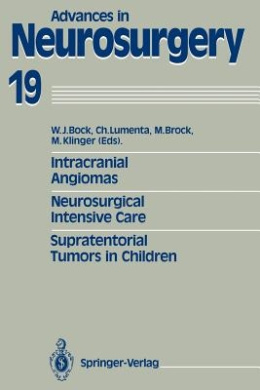 Advances in
Neurosurgery
19
W.J.Bock, Ch.Lumenta, M.Brock,
M.Klinger (Eds).
Intracranial
Angiomas
Neurosurgical
Intensive Care
Supratentorial
Tumors in Children
Springer-Verlag